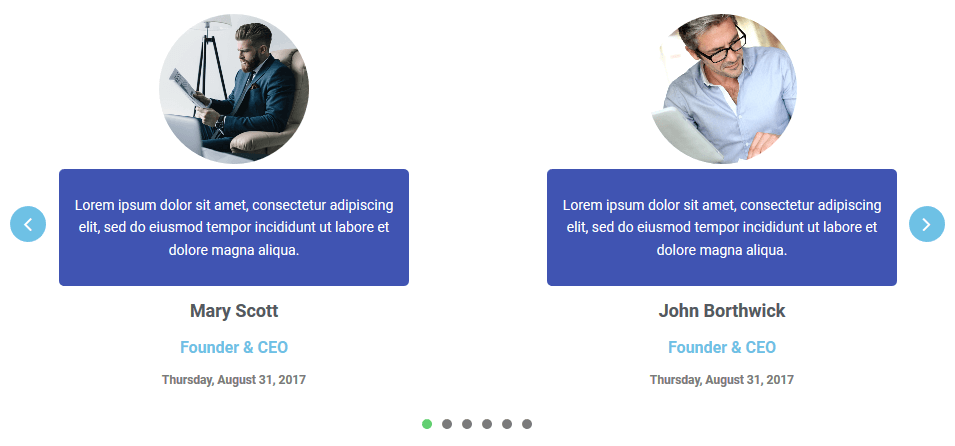 Lorem ipsum dolor sit amet, consectetur adipiscing
elit, sed do eiusmod tempor incididunt ut labore et
dolore magna aliqua.
Mary Scott
Founder & CEO
Thursday, August 31, 2017
Lorem ipsum dolor sit amet, consectetur adipiscing
elit, sed do eiusmod tempor incididunt ut labore et
dolore magna aliqua.
John Borthwick
Founder & CEO
Thursday, August 31, 2017